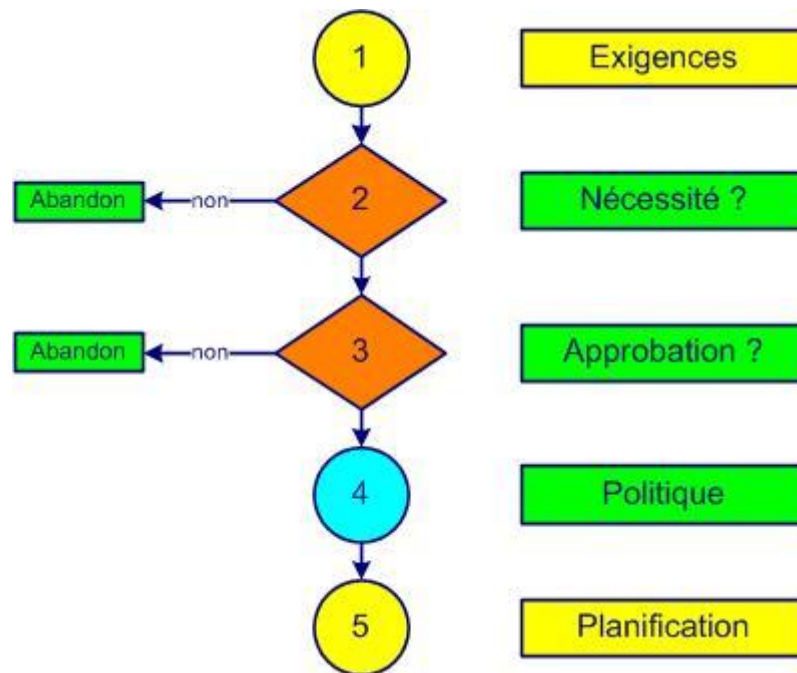 1
Exigences
Abandon
non
2
Nécessité ?
Abandon
non
3
Approbation ?
4
Politique
5
Planification